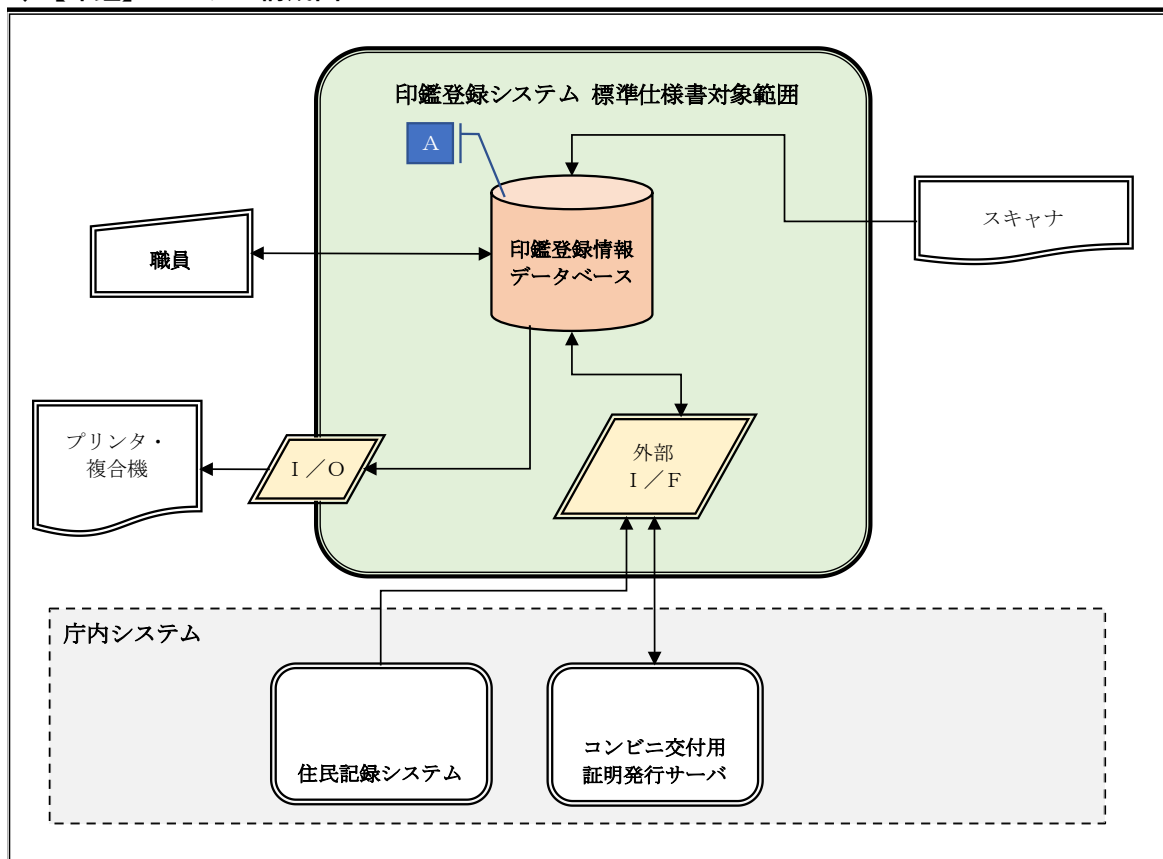 印鑑登録システム 標準仕様書対象範囲
A
スキャナ
職員
印鑑登録情報
データベース
プリンタ・
複合機
Ｉ／Ｏ
外部
Ｉ／Ｆ
庁内システム
住民記録システム
コンビニ交付用
証明発行サーバ